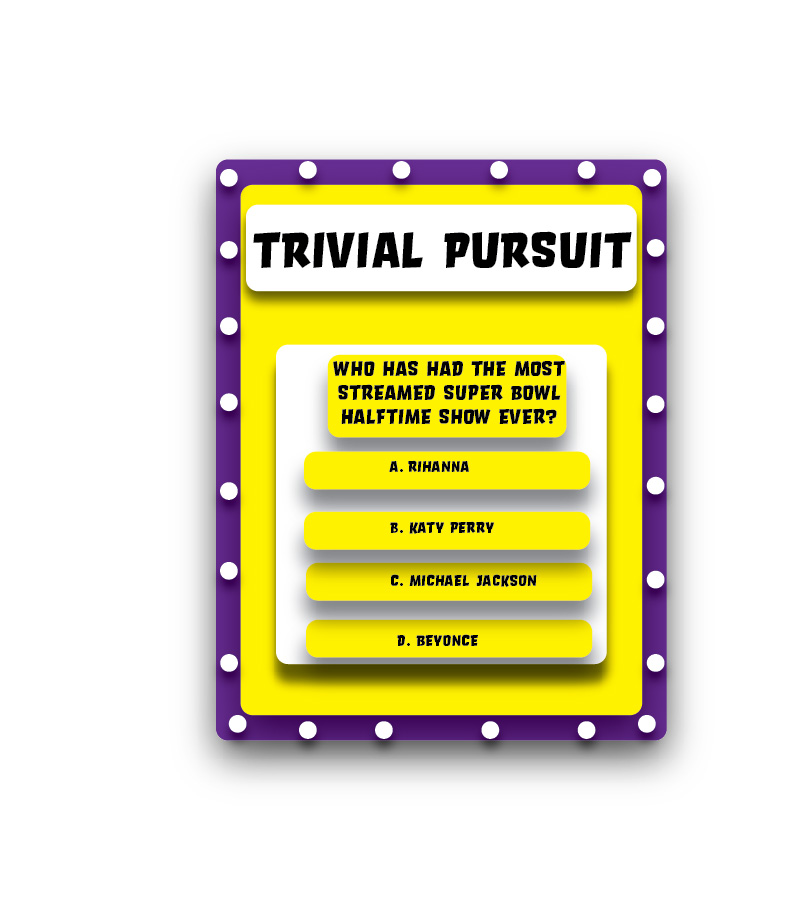 TRIVIAL PURSUIT
WHO HAS HAD THE MOST
STREAMED SUPER BOWL
HALFTIME SHOW EVER?
A. RIHANNA
B. KATY PERRY
C. MICHAEL JACKSON
D. BEYONCE